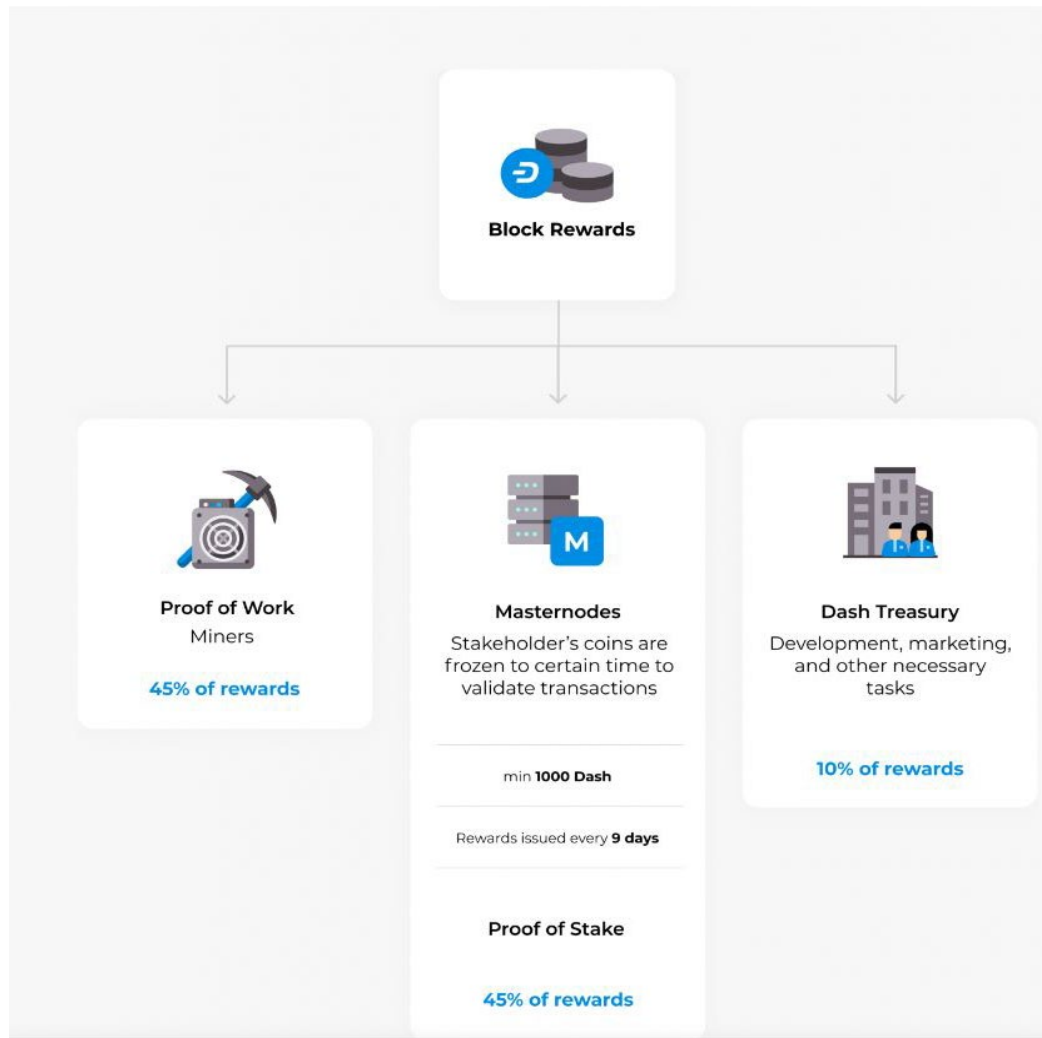 Block Rewards
Proof of Work
Miners
45% of rewards
M
Masternodes
Stakeholder's coins are
frozen to certain time to
validate transactions
min 1000 Dash
Rewards issued every 9 days
Proof of Stake
45% of rewards
Dash Treasury
Development, marketing,
and other necessary
tasks
10% of rewards